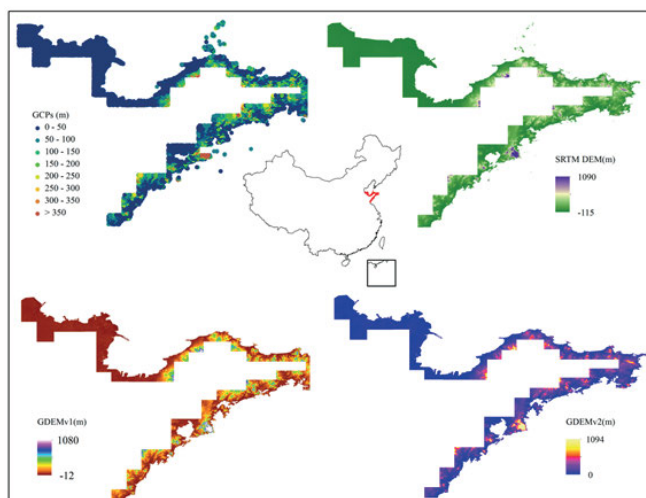 GCPs (m)
0 - 50
50 - 100
100 - 150
150 - 200
200 - 250
250 - 300
300 - 350
> 350
SRTM DEM(m)
1090
-115
GDEMv1(m)
1080
-12
GDEMv2(m)
1094
0